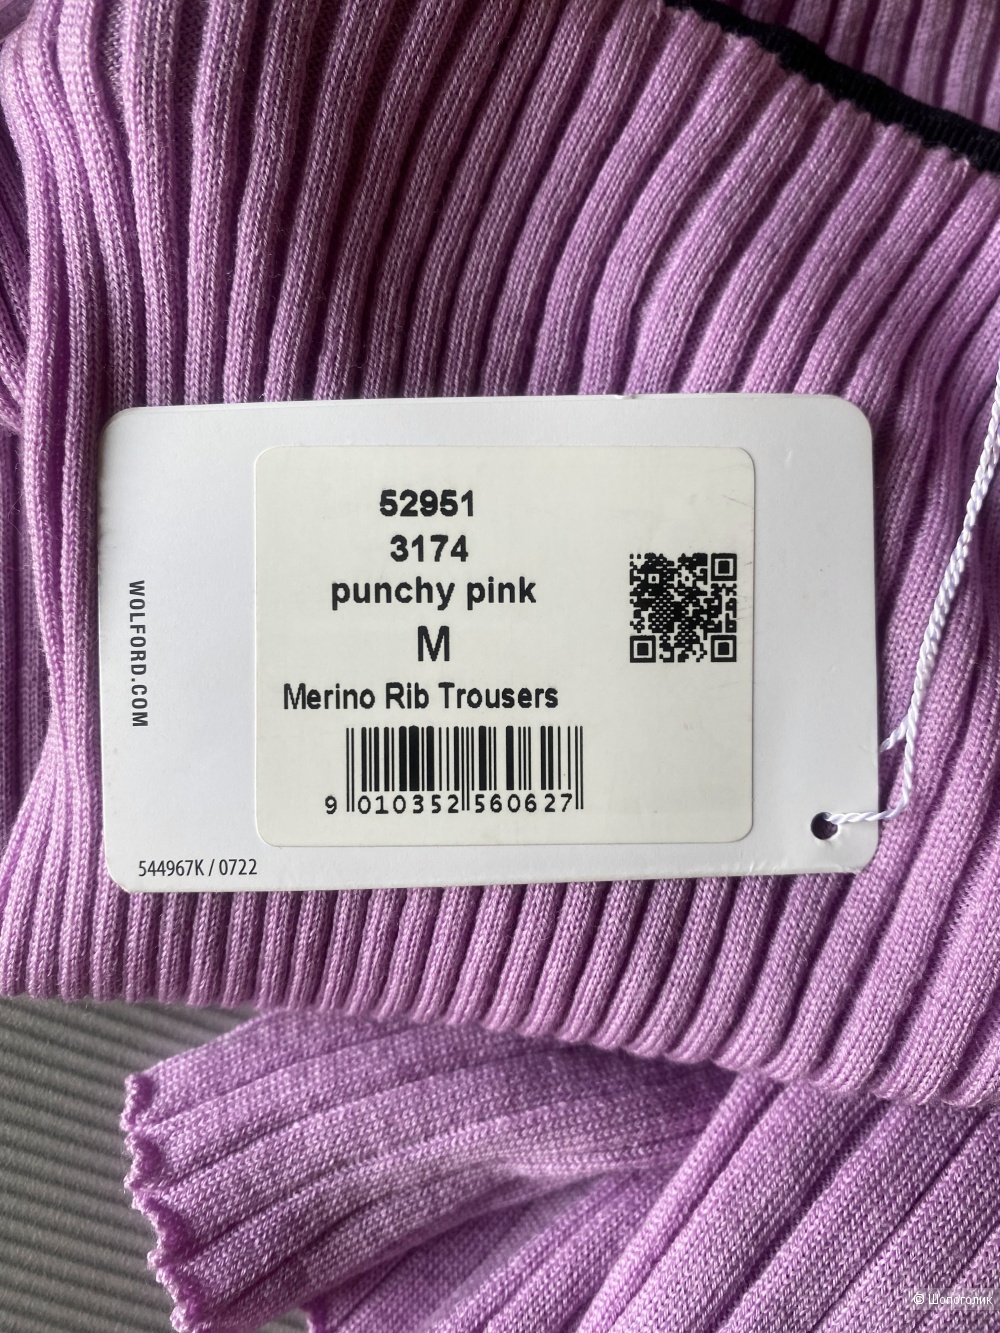 52951
3174
punchy pink
M
Merino Rib Trousers
9 010352 560627
WOLFORD.COM
544967K / 0722
© Шопоголик